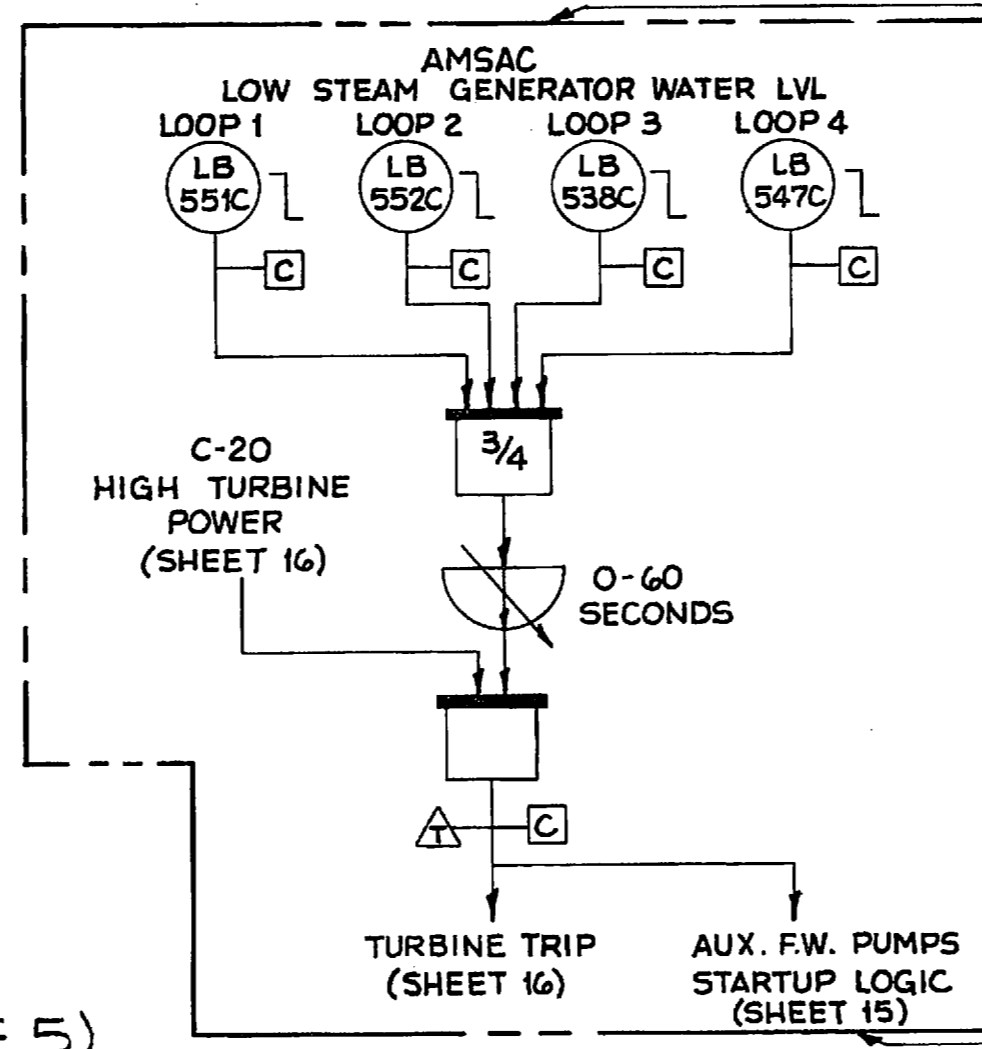 AMSAC
LOW STEAM GENERATOR WATER LVL
LOOP 1 LOOP 2 LOOP 3 LOOP 4
LB 551C
LB 552C
LB 538C
LB 547C
C C C C
3/4
C-20
HIGH TURBINE
POWER
(SHEET 16)
0-60
SECONDS
T C
TURBINE TRIP
(SHEET 16)
AUX. F.W. PUMPS
STARTUP LOGIC
(SHEET 15)
5)